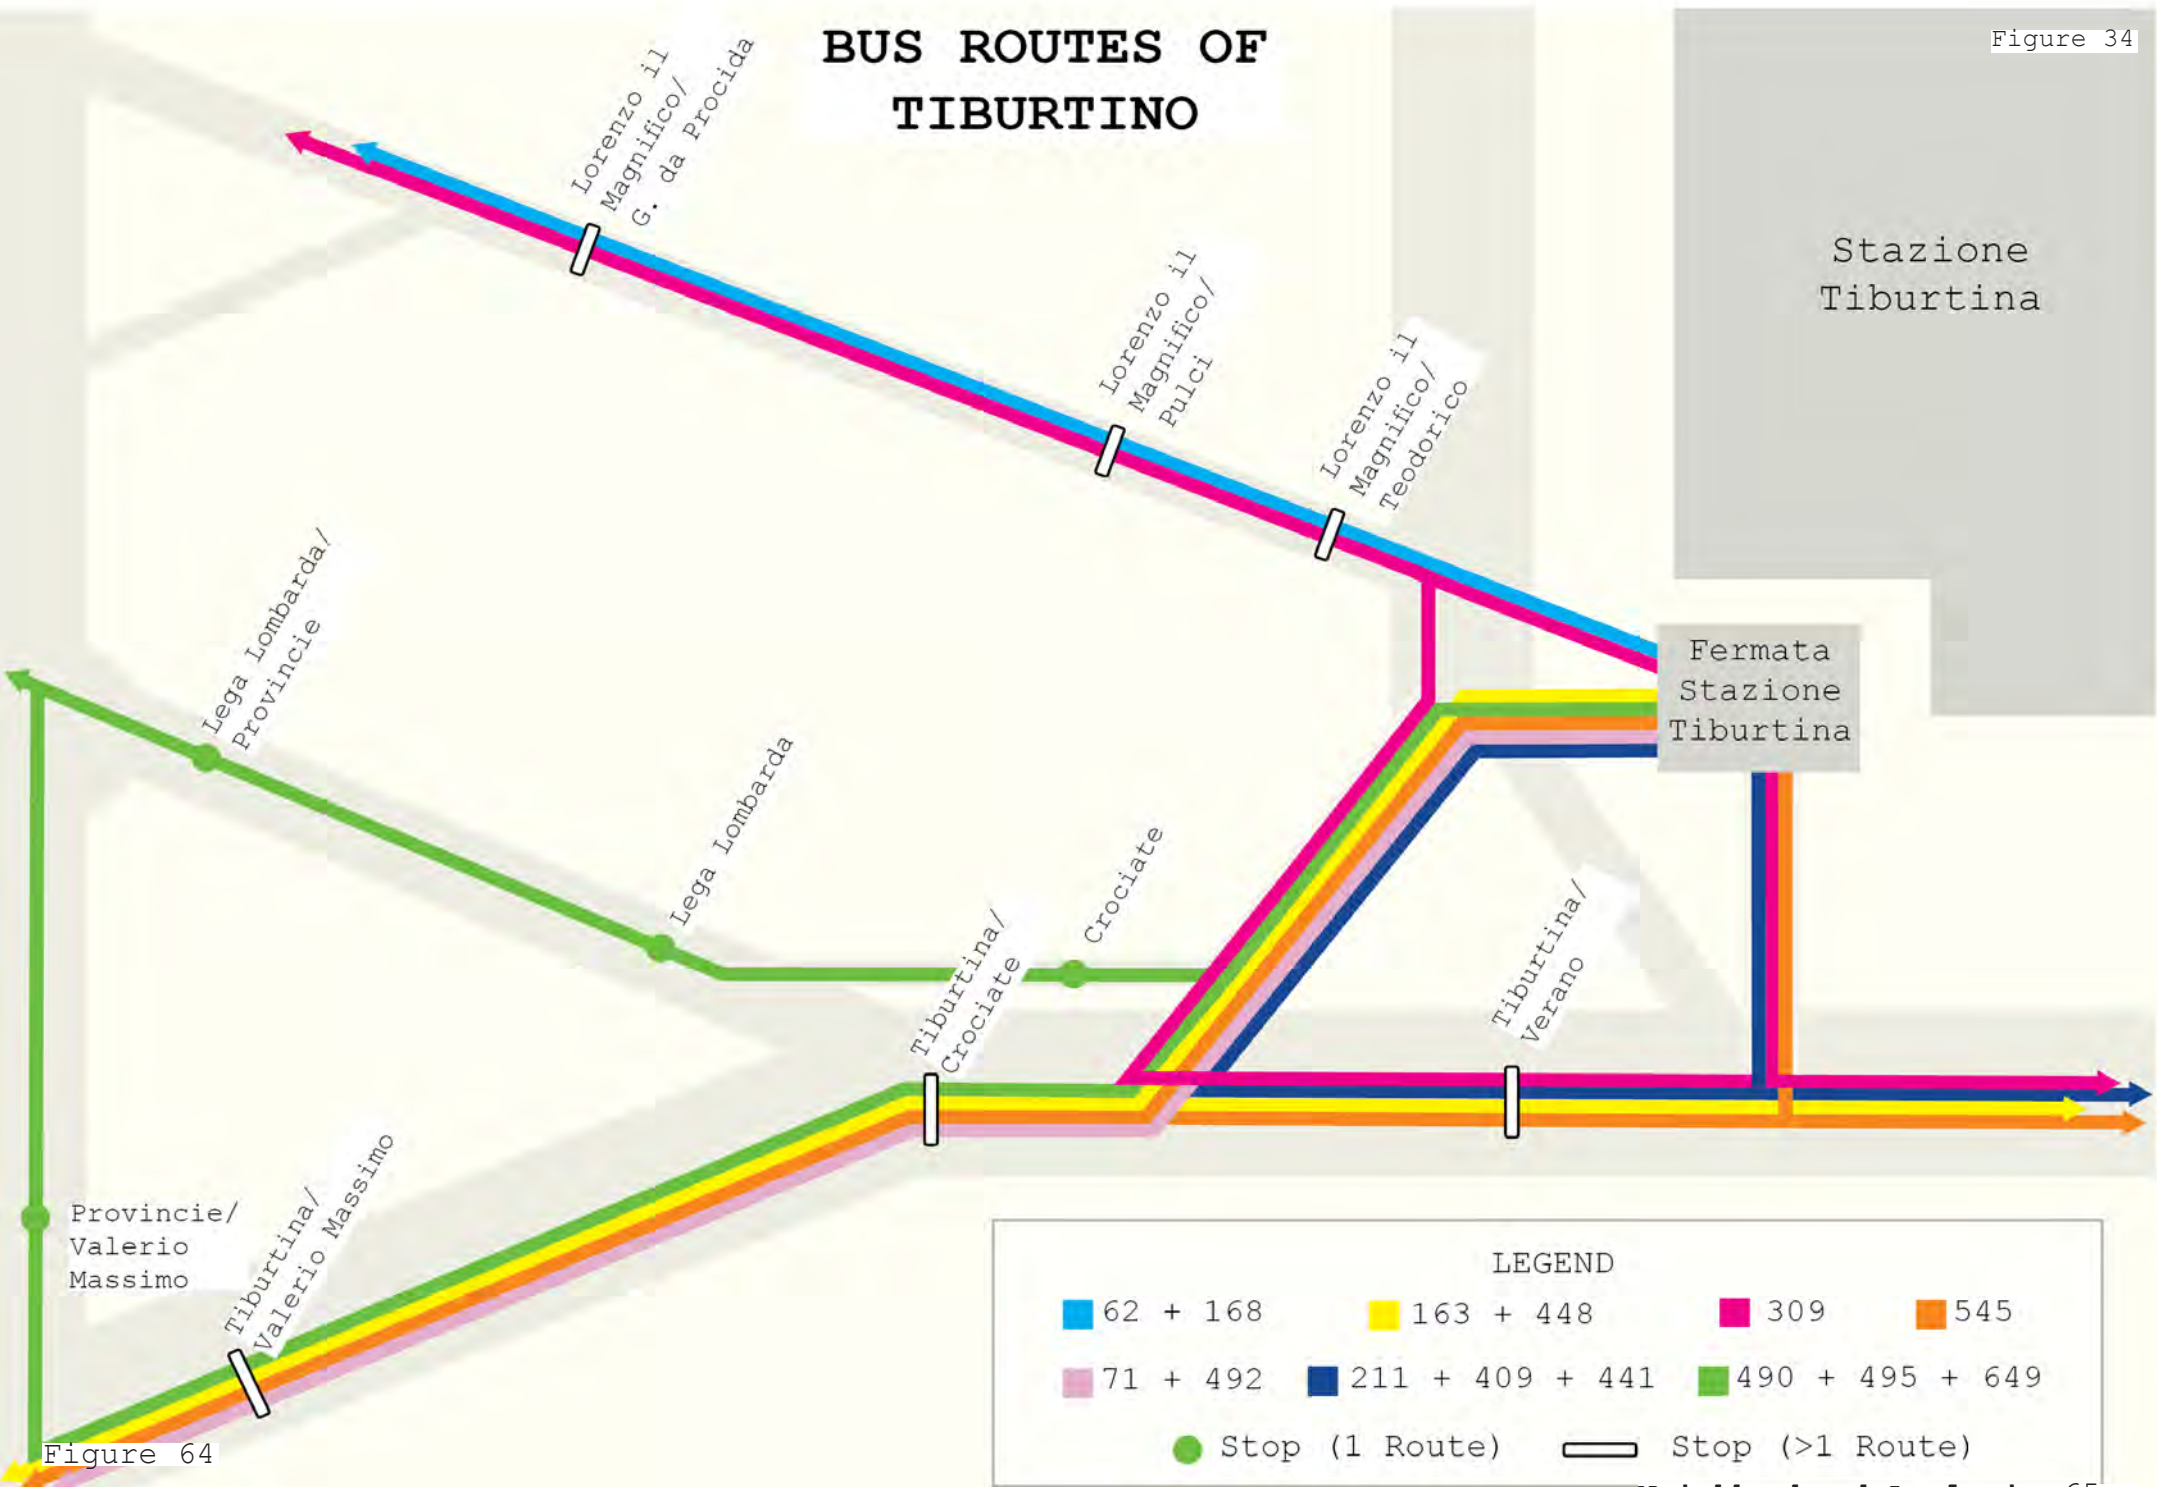 BUS ROUTES OF
TIBURTINO
Figure 34
Stazione
Tiburtina
Lorenzo il
Magnifico/
G. da Procida
Lorenzo il
Magnifico/
Pulci
Lorenzo il
Magnifico/
Teodorico
Fermata
Stazione
Tiburtina
Lega Lombarda/
Provincie
Lega Lombarda
Crociate
Tiburtina/
Crociate
Tiburtina/
Verano
Provincie/
Valerio
Massimo
Tiburtina/
Valerio Massimo
Figure 64
LEGEND
62 + 168
163 + 448
309
545
71 + 492
211 + 409 + 441
490 + 495 + 649
Stop (1 Route)
Stop (>1 Route)